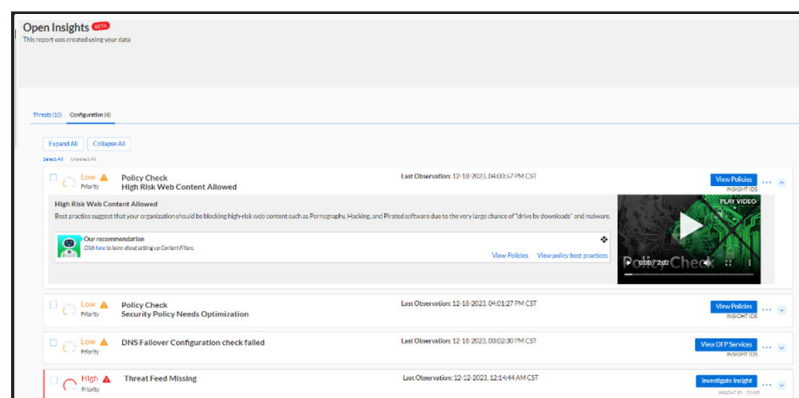 Open Insights BETA
This report was created using your data
Threats (10) Configuration (4)
Expand All Collapse All
Select All Unselect All
Low Priority Policy Check High Risk Web Content Allowed Last Observation: 12-18-2023, 04:00:57 PM CST View Policies INSIGHT IDS
High Risk Web Content Allowed
Best practice suggest that your organization should be blocking high-risk web content such as Pornography, Hacking, and Pirated software due to the very large chance of "drive by downloads" and malware.
PLAY VIDEO
Our recommendation
Click here to learn about setting up Content Filters.
View Policies View policy best practices
Policy Check
0:00 / 2:02
Low Priority Policy Check Security Policy Needs Optimization Last Observation: 12-18-2023, 04:01:27 PM CST View Policies INSIGHT IDS
Low Priority DNS Failover Configuration check failed Last Observation: 12-18-2023, 03:02:30 PM CST View DFP Services INSIGHT IDS
High Priority Threat Feed Missing Last Observation: 12-12-2023, 12:14:44 AM CST Investigate Insight
INSIGHT ID: